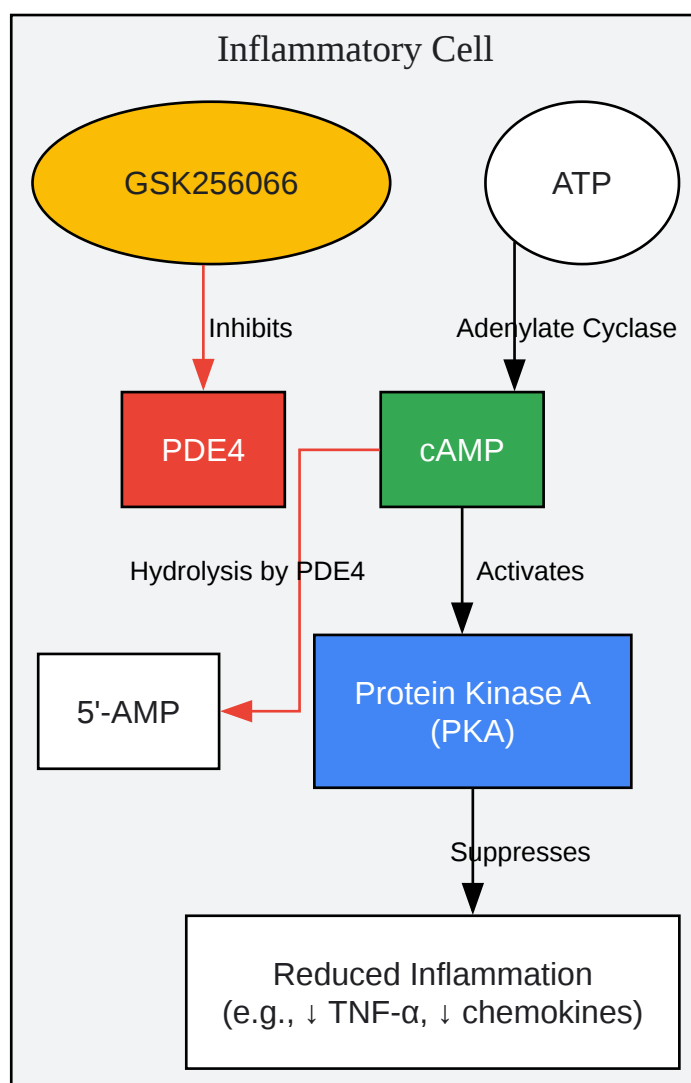 Inflammatory Cell
GSK256066
ATP
Inhibits
Adenylate Cyclase
PDE4
cAMP
Hydrolysis by PDE4
Activates
5'-AMP
Protein Kinase A
(PKA)
Suppresses
Reduced Inflammation
(e.g., ↓ TNF-α, ↓ chemokines)